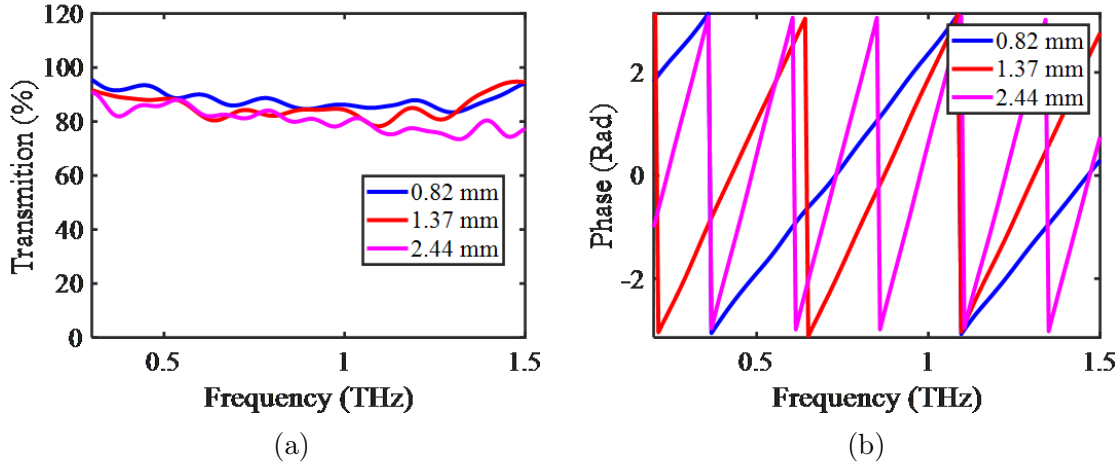 120
100
80
60
40
20
0
Transmition (%)
0.82 mm
1.37 mm
2.44 mm
0.5
1
1.5
Frequency (THz)
(a)
2
0
-2
Phase (Rad)
0.82 mm
1.37 mm
2.44 mm
0.5
1
1.5
Frequency (THz)
(b)